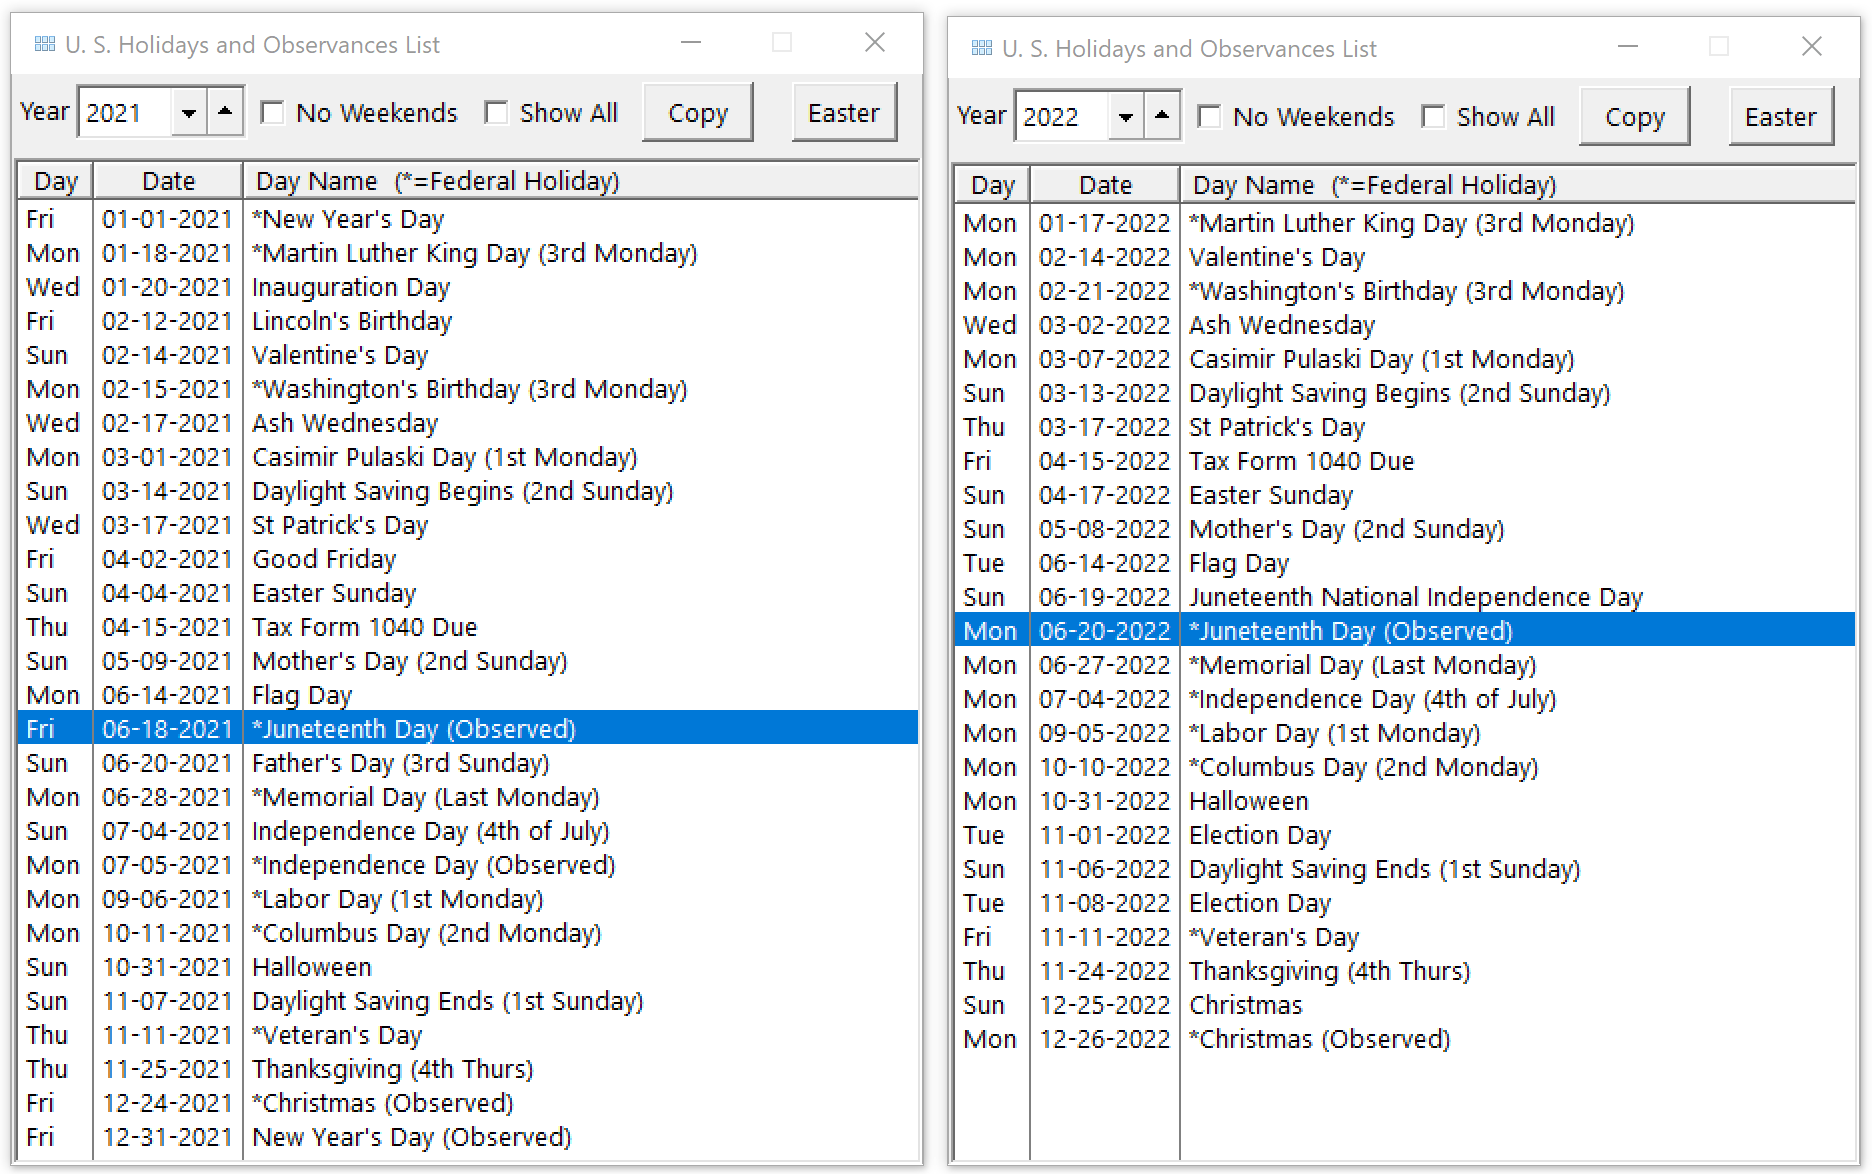 U. S. Holidays and Observances List
Year 2021 No Weekends Show All Copy Easter
Day Date Day Name (*=Federal Holiday)
Fri 01-01-2021 *New Year's Day
Mon 01-18-2021 *Martin Luther King Day (3rd Monday)
Wed 01-20-2021 Inauguration Day
Fri 02-12-2021 Lincoln's Birthday
Sun 02-14-2021 Valentine's Day
Mon 02-15-2021 *Washington's Birthday (3rd Monday)
Wed 02-17-2021 Ash Wednesday
Mon 03-01-2021 Casimir Pulaski Day (1st Monday)
Sun 03-14-2021 Daylight Saving Begins (2nd Sunday)
Wed 03-17-2021 St Patrick's Day
Fri 04-02-2021 Good Friday
Sun 04-04-2021 Easter Sunday
Thu 04-15-2021 Tax Form 1040 Due
Sun 05-09-2021 Mother's Day (2nd Sunday)
Mon 06-14-2021 Flag Day
Fri 06-18-2021 *Juneteenth Day (Observed)
Sun 06-20-2021 Father's Day (3rd Sunday)
Mon 06-28-2021 *Memorial Day (Last Monday)
Sun 07-04-2021 Independence Day (4th of July)
Mon 07-05-2021 *Independence Day (Observed)
Mon 09-06-2021 *Labor Day (1st Monday)
Mon 10-11-2021 *Columbus Day (2nd Monday)
Sun 10-31-2021 Halloween
Sun 11-07-2021 Daylight Saving Ends (1st Sunday)
Thu 11-11-2021 *Veteran's Day
Thu 11-25-2021 Thanksgiving (4th Thurs)
Fri 12-24-2021 *Christmas (Observed)
Fri 12-31-2021 New Year's Day (Observed)
U. S. Holidays and Observances List
Year 2022 No Weekends Show All Copy Easter
Day Date Day Name (*=Federal Holiday)
Mon 01-17-2022 *Martin Luther King Day (3rd Monday)
Mon 02-14-2022 Valentine's Day
Mon 02-21-2022 *Washington's Birthday (3rd Monday)
Wed 03-02-2022 Ash Wednesday
Mon 03-07-2022 Casimir Pulaski Day (1st Monday)
Sun 03-13-2022 Daylight Saving Begins (2nd Sunday)
Thu 03-17-2022 St Patrick's Day
Fri 04-15-2022 Tax Form 1040 Due
Sun 04-17-2022 Easter Sunday
Sun 05-08-2022 Mother's Day (2nd Sunday)
Tue 06-14-2022 Flag Day
Sun 06-19-2022 Juneteenth National Independence Day
Mon 06-20-2022 *Juneteenth Day (Observed)
Mon 06-27-2022 *Memorial Day (Last Monday)
Mon 07-04-2022 *Independence Day (4th of July)
Mon 09-05-2022 *Labor Day (1st Monday)
Mon 10-10-2022 *Columbus Day (2nd Monday)
Mon 10-31-2022 Halloween
Tue 11-01-2022 Election Day
Sun 11-06-2022 Daylight Saving Ends (1st Sunday)
Tue 11-08-2022 Election Day
Fri 11-11-2022 *Veteran's Day
Thu 11-24-2022 Thanksgiving (4th Thurs)
Sun 12-25-2022 Christmas
Mon 12-26-2022 *Christmas (Observed)